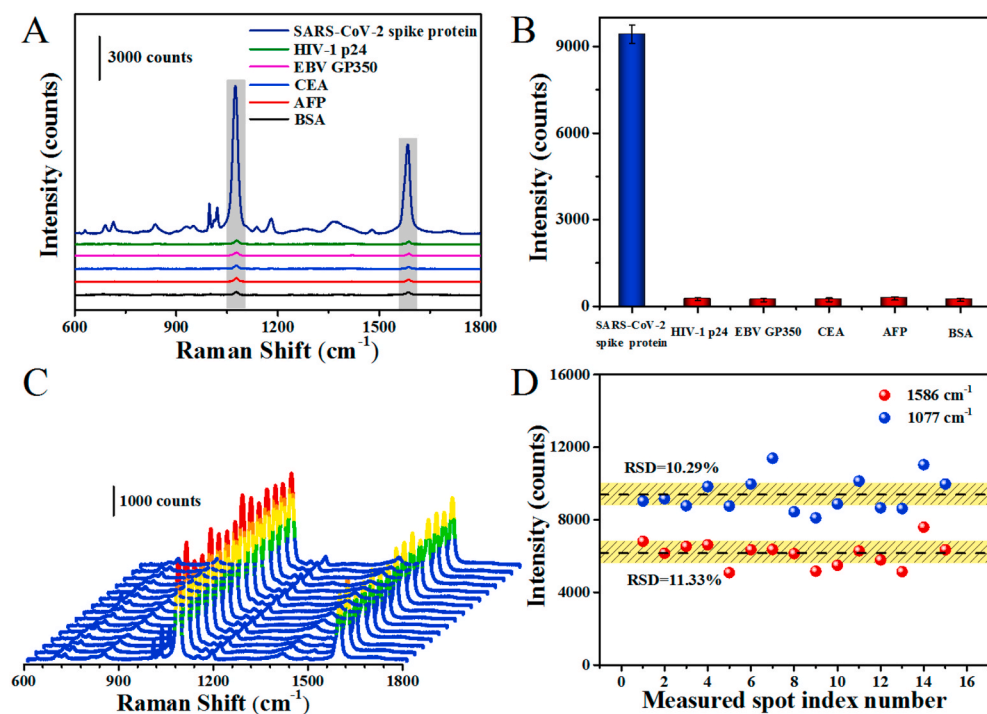 A
3000 counts
SARS-CoV-2 spike protein
HIV-1 p24
EBV GP350
CEA
AFP
BSA
Intensity (counts)
600 900 1200 1500 1800
Raman Shift (cm⁻¹)
B
9000
6000
3000
0
Intensity (counts)
SARS-CoV-2
spike protein
HIV-1 p24
EBV GP350
CEA
AFP
BSA
C
1000 counts
600 900 1200 1500 1800
Raman Shift (cm⁻¹)
D
16000
12000
8000
4000
0
Intensity (counts)
1586 cm⁻¹
1077 cm⁻¹
RSD=10.29%
RSD=11.33%
0 2 4 6 8 10 12 14 16
Measured spot index number